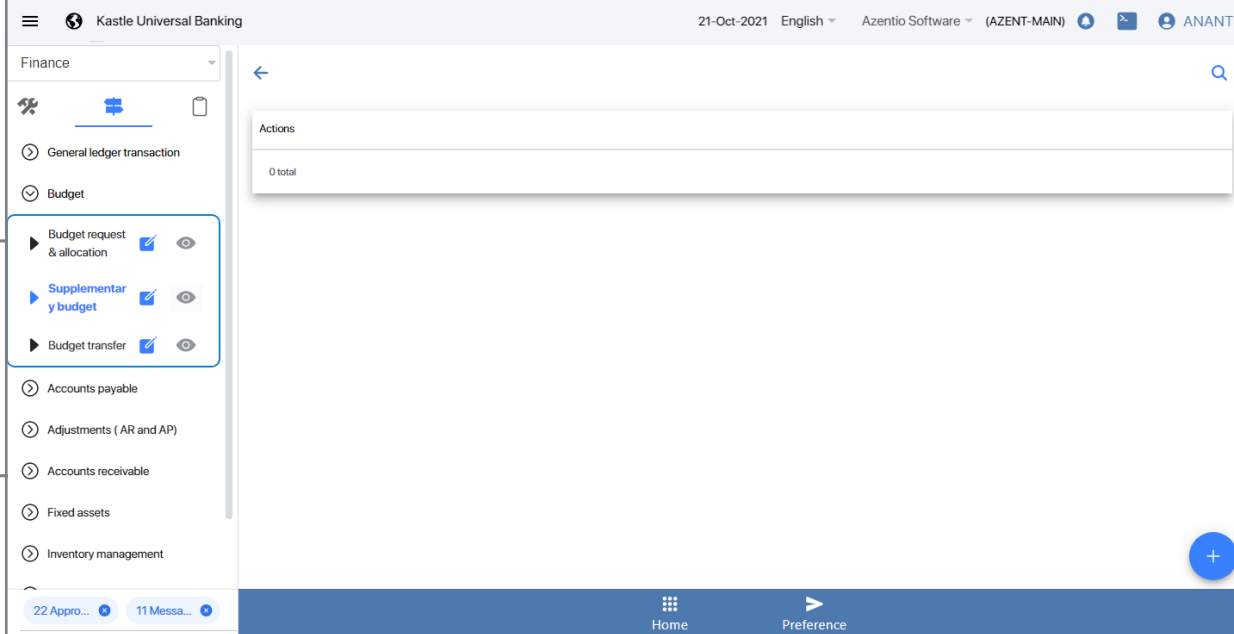 Kastle Universal Banking
21-Oct-2021 English Azentio Software (AZENT-MAIN) ANANT
Finance
Actions
0 total
General ledger transaction
Budget
Budget request
& allocation
Supplementar
y budget
Budget transfer
Accounts payable
Adjustments ( AR and AP)
Accounts receivable
Fixed assets
Inventory management
22 Appro... 11 Messa...
Home Preference